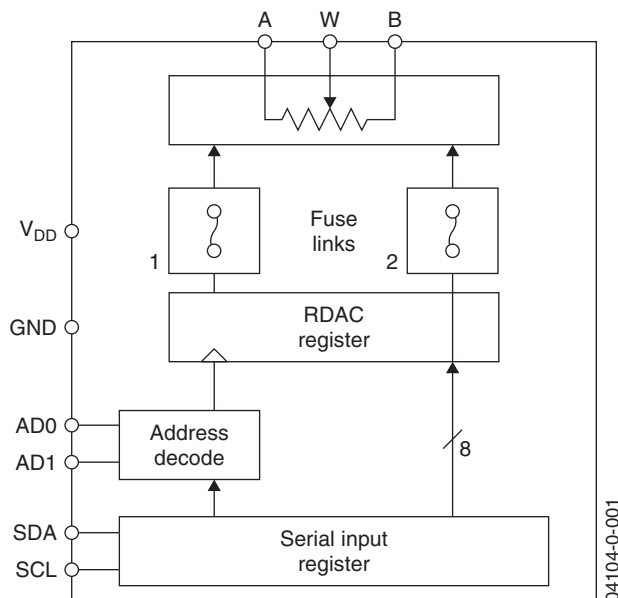 A W B
Fuse
links
V_DD
1
2
GND
RDAC
register
AD0
AD1
Address
decode
8
SDA
SCL
Serial input
register
04104-0-001